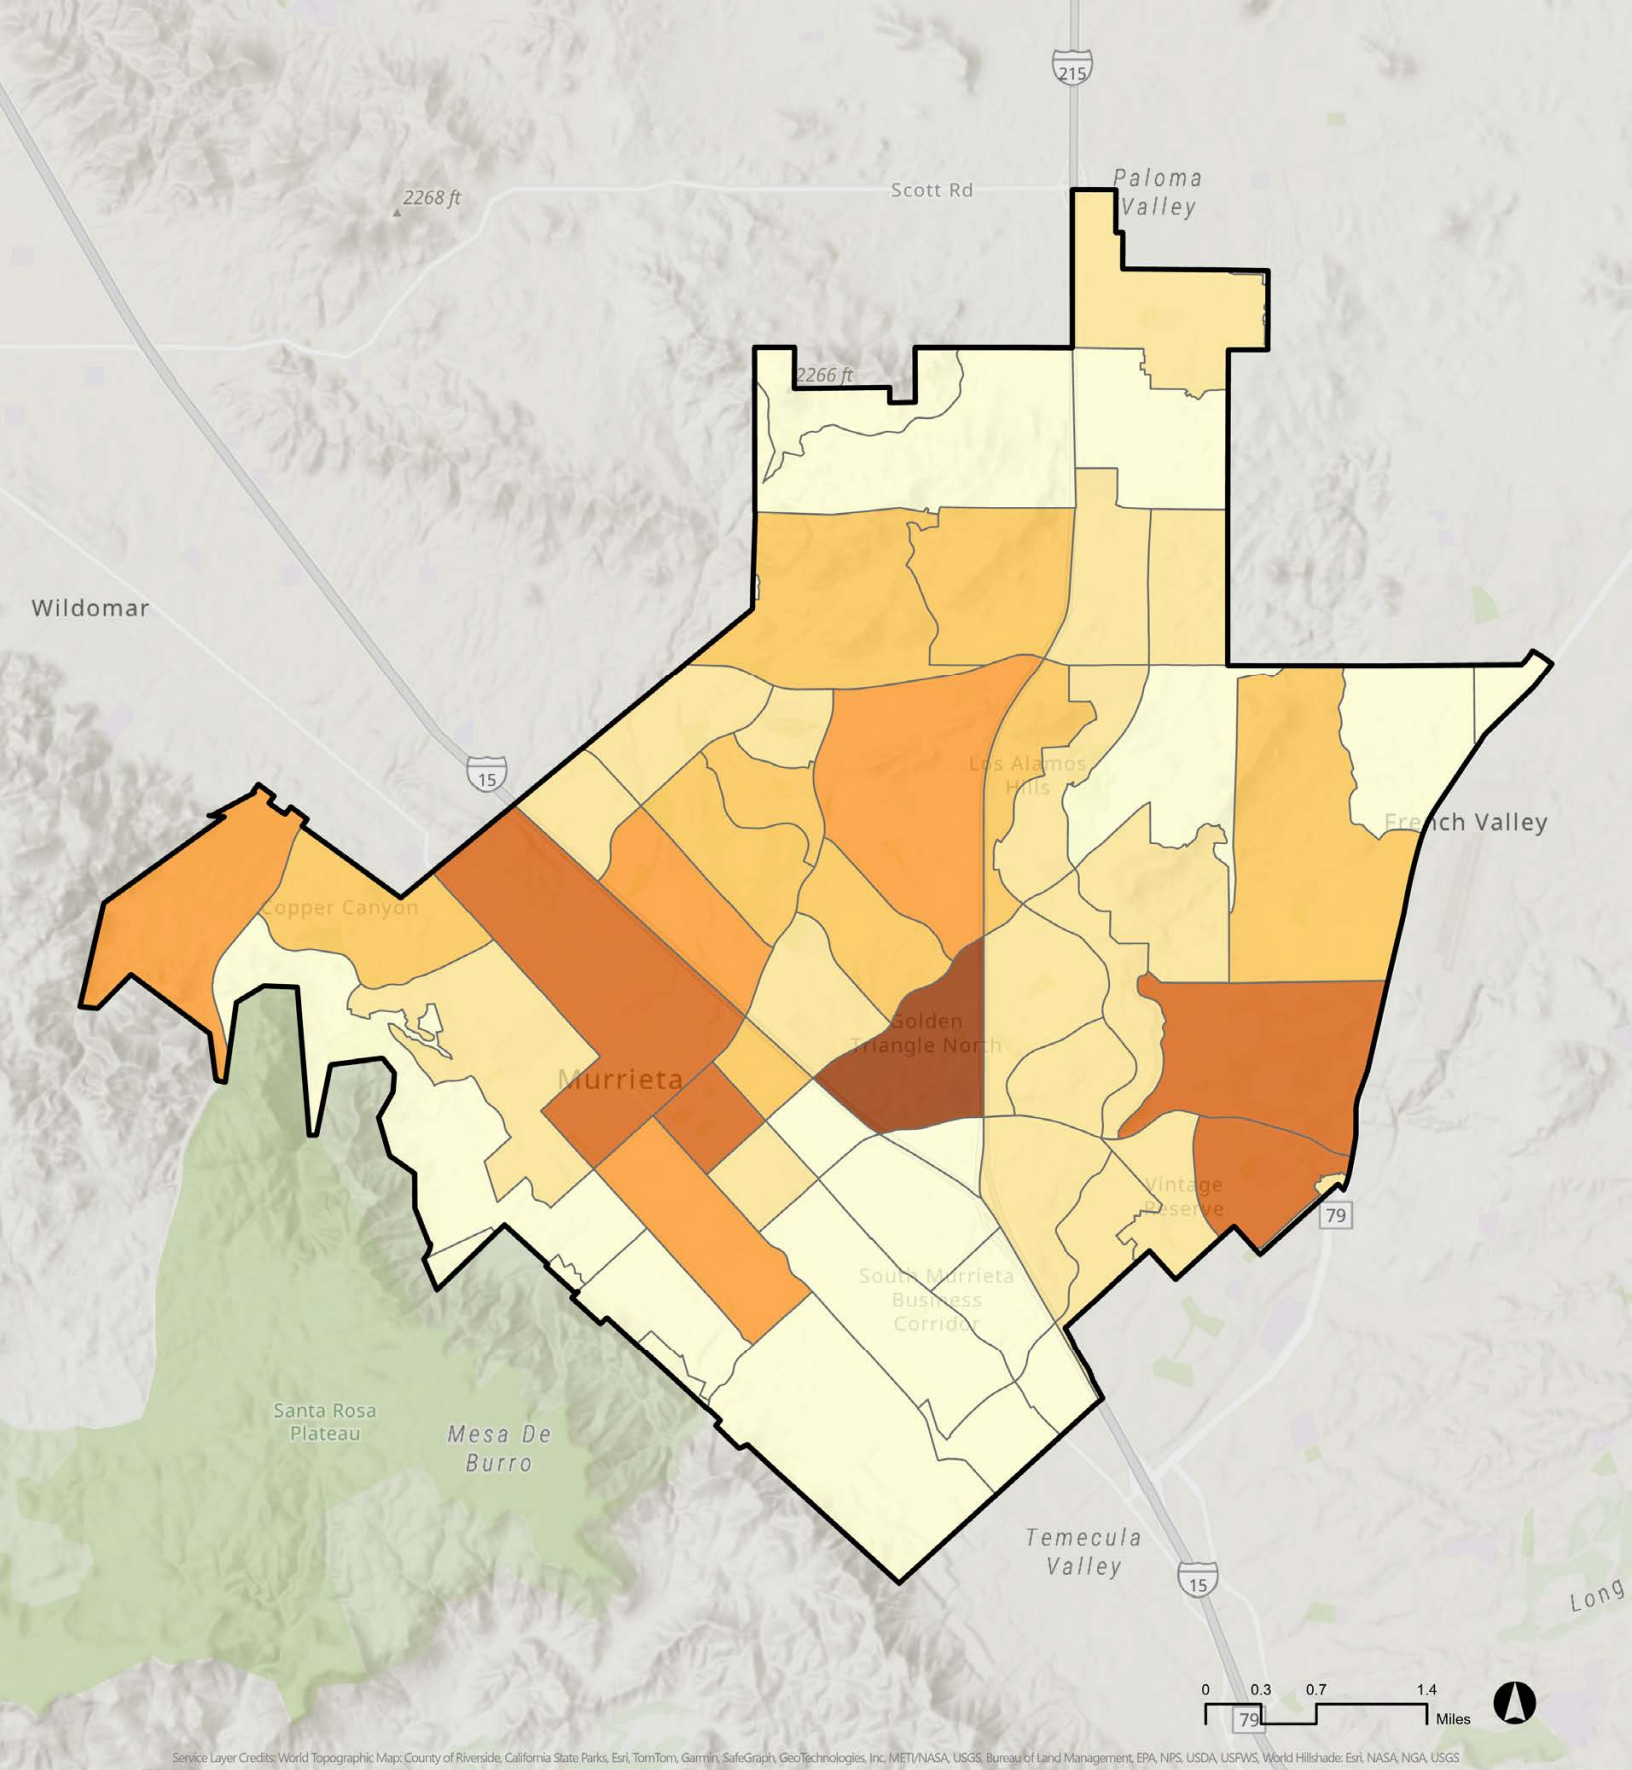 215
Paloma
Valley
Scott Rd
2268 ft
2266 ft
Wildomar
Los Alamos
Hills
15
French Valley
Copper Canyon
Golden
Triangle North
Murrieta
Vintage
Reserve
79
South Murrieta
Business
Corridor
Santa Rosa
Plateau
Mesa De
Burro
Temecula
Valley
15
Long
0 0.3 0.7 1.4
Miles
79
Service Layer Credits: World Topographic Map: County of Riverside, California State Parks, Esri, TomTom, Garmin, SafeGraph, GeoTechnologies, Inc, METI/NASA, USGS, Bureau of Land Management, EPA, NPS, USDA, USFWS, World Hillshade: Esri, NASA, NGA, USGS